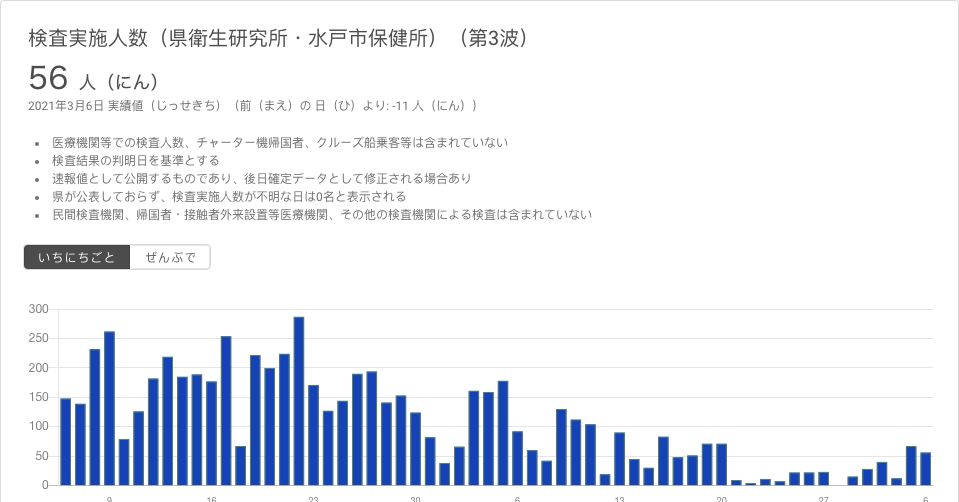 検査実施人数（県衛生研究所・水戸市保健所）（第3波）
56 人（にん）
2021年3月6日 実績値（じっせきち）（前（まえ）の 日（ひ）より: -11 人（にん））
医療機関等での検査人数、チャーター機帰国者、クルーズ船乗客等は含まれていない
検査結果の判明日を基準とする
速報値として公開するものであり、後日確定データとして修正される場合あり
県が公表しておらず、検査実施人数が不明な日は0名と表示される
民間検査機関、帰国者・接触者外来設置等医療機関、その他の検査機関による検査は含まれていない
いちにちごと ぜんぶで
300
250
200
150
100
50
0
9 16 23 30 6 13 20 27 6